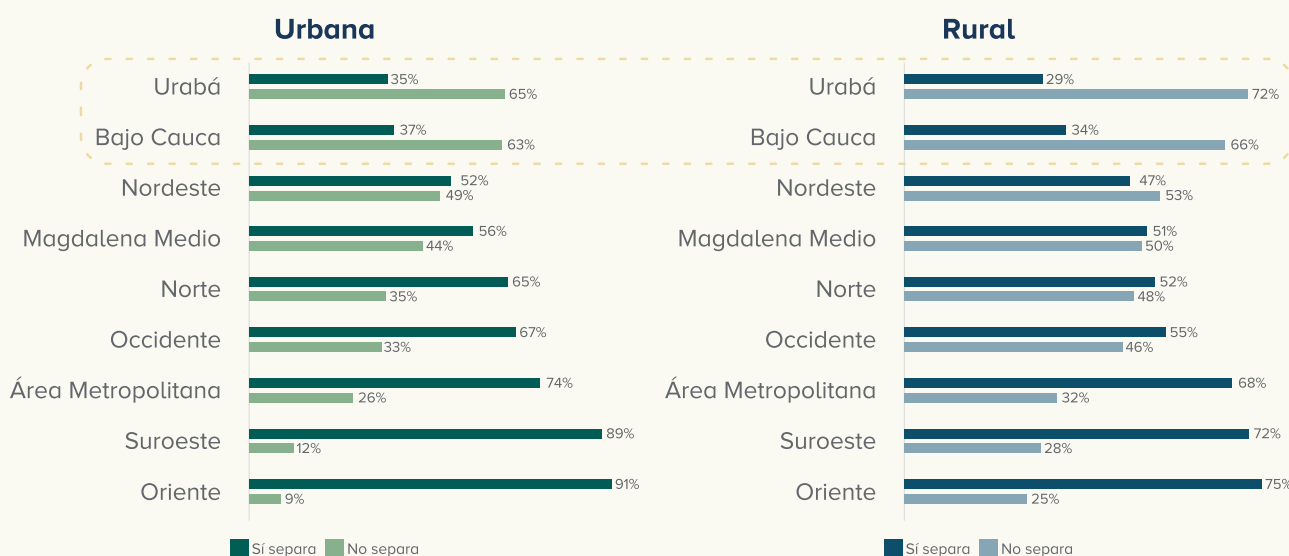 Urbana
Urabá
35%
65%
Bajo Cauca
37%
63%
Nordeste
52%
49%
Magdalena Medio
56%
44%
Norte
65%
35%
Occidente
67%
33%
Área Metropolitana
74%
26%
Suroeste
89%
12%
Oriente
91%
9%
Sí separa
No separa
Rural
Urabá
29%
72%
Bajo Cauca
34%
66%
Nordeste
47%
53%
Magdalena Medio
51%
50%
Norte
52%
48%
Occidente
55%
46%
Área Metropolitana
68%
32%
Suroeste
72%
28%
Oriente
75%
25%
Sí separa
No separa